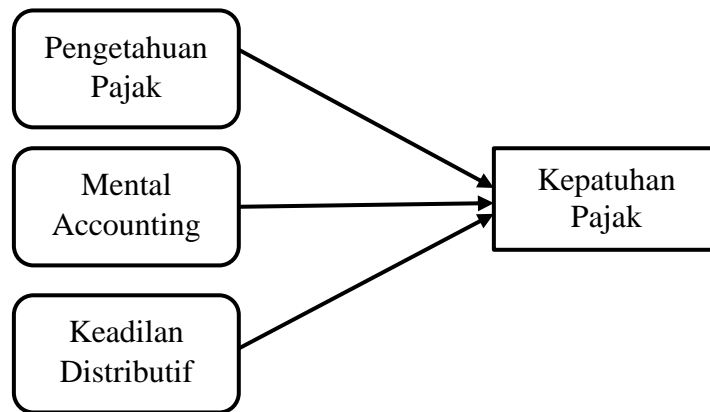 Pengetahuan
Pajak
Mental
Accounting
Kepatuhan
Pajak
Keadilan
Distributif